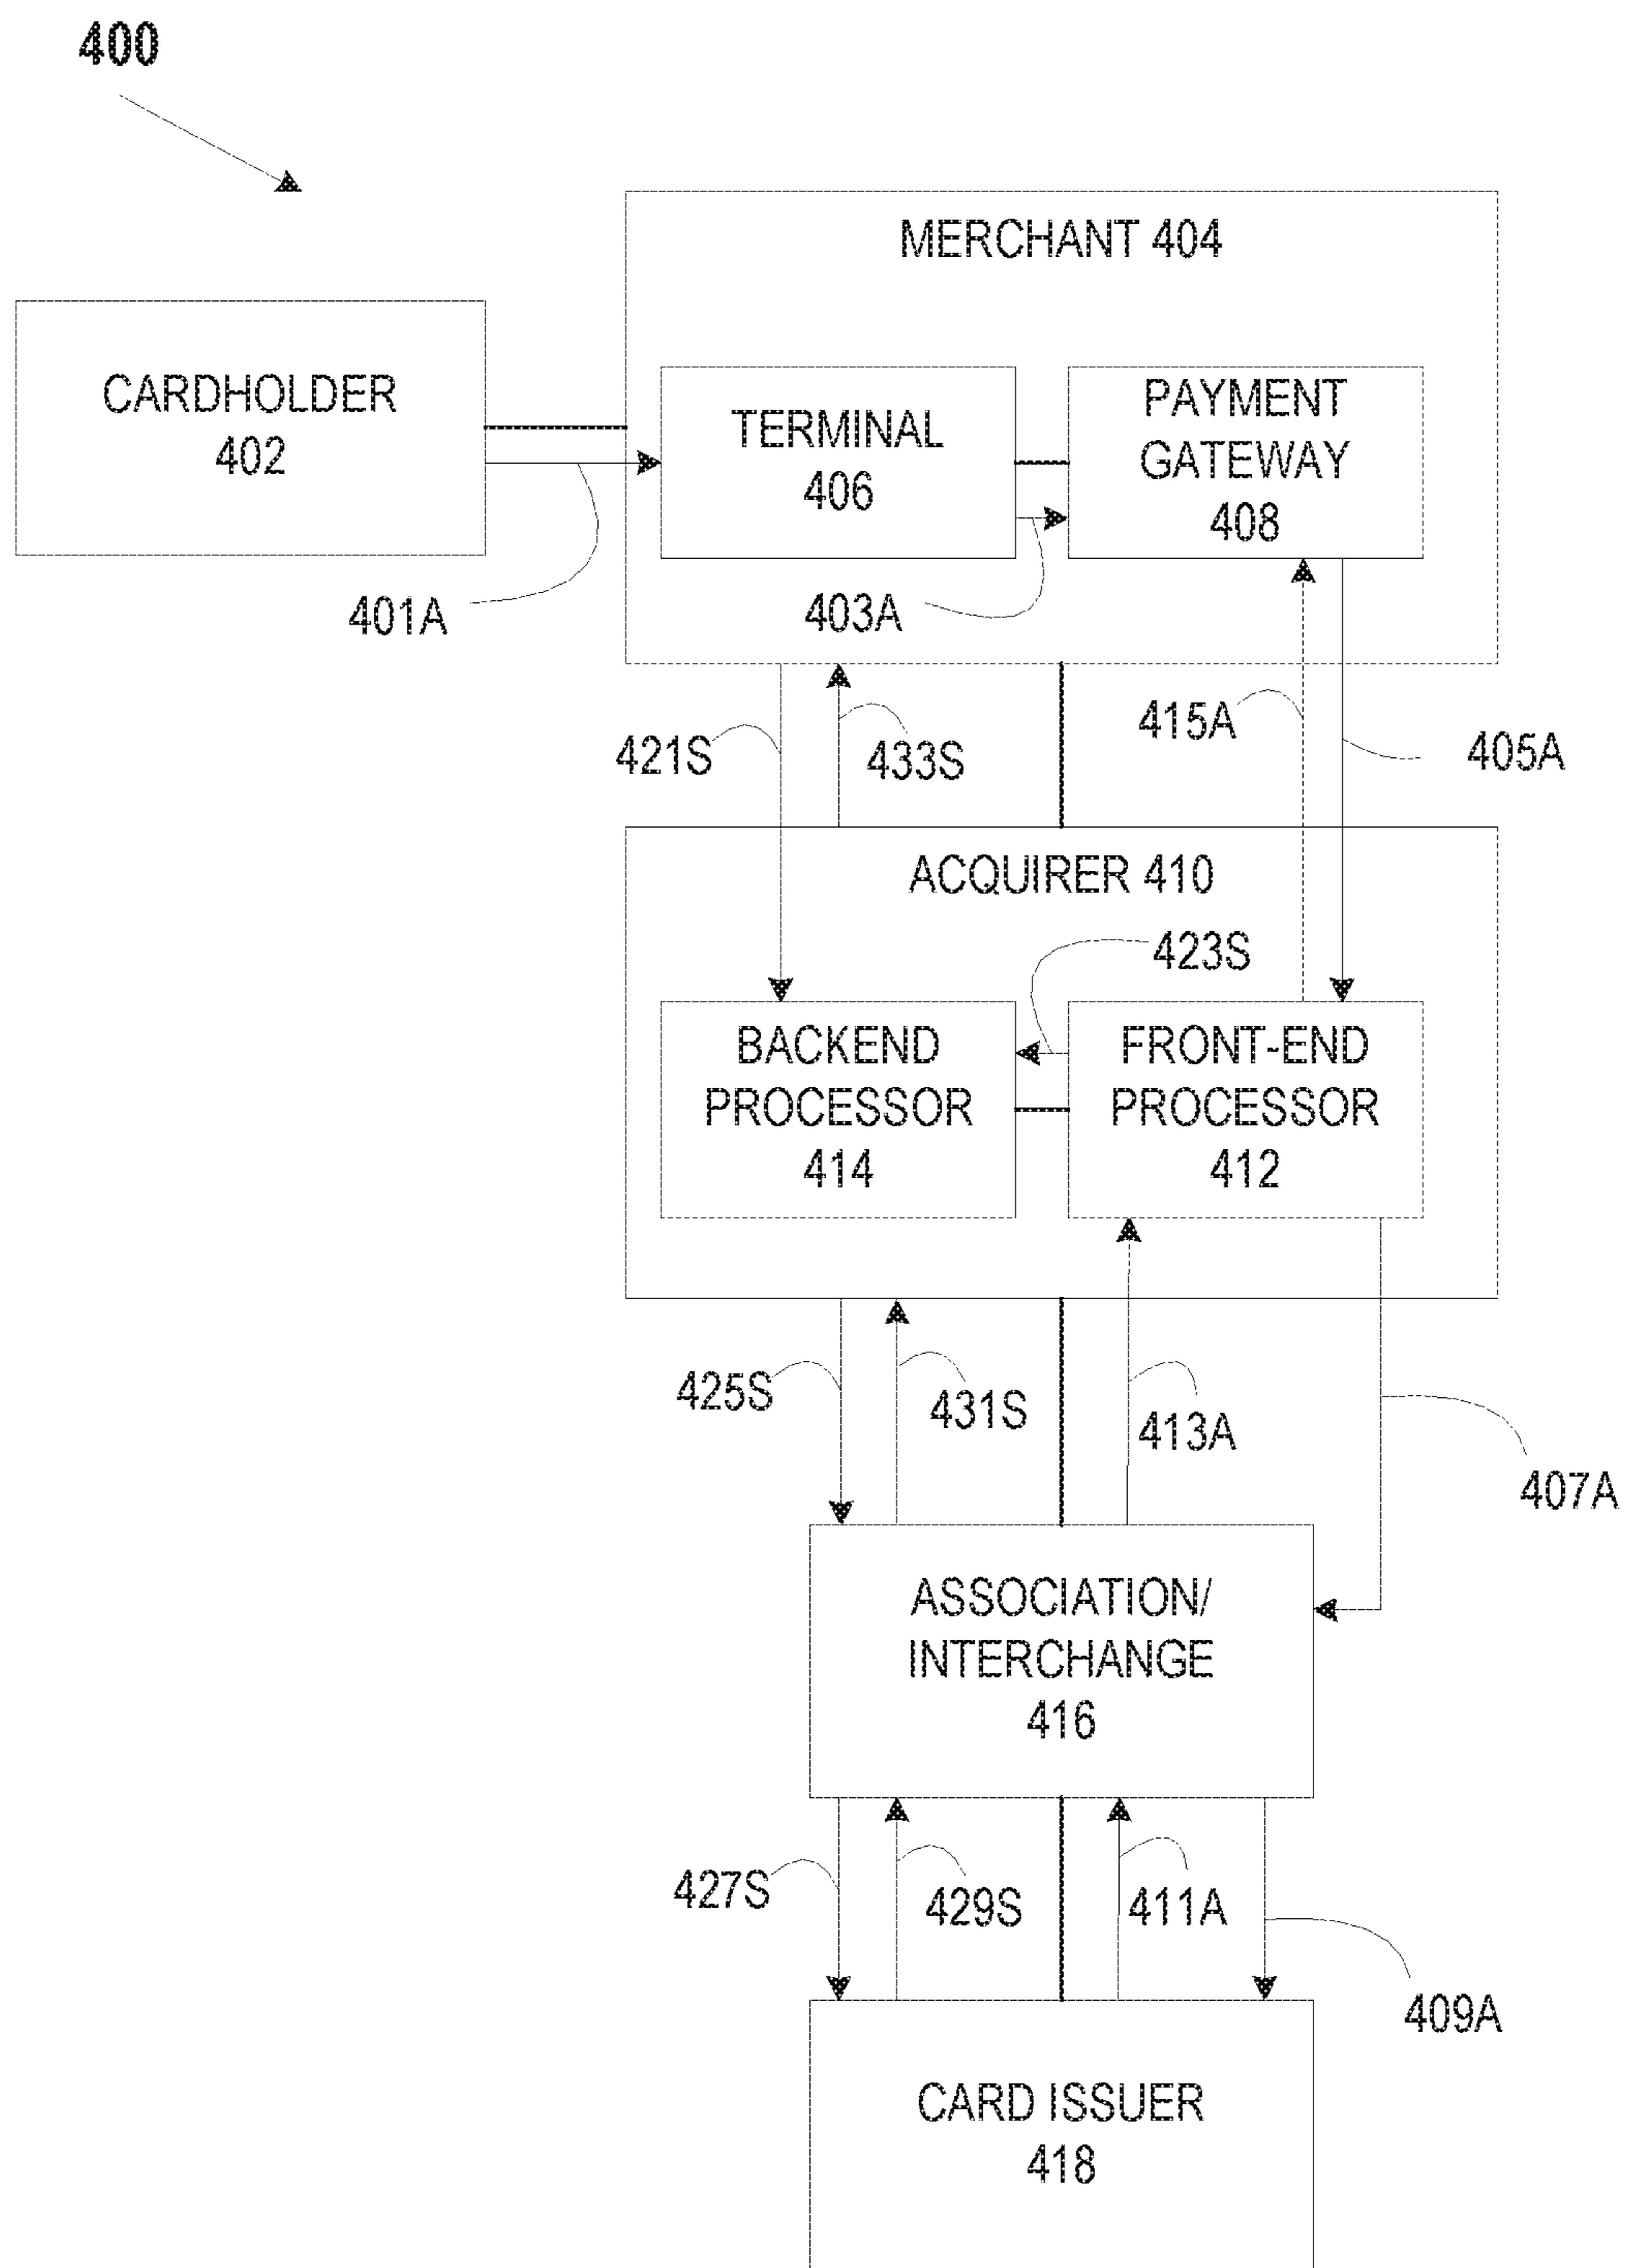 400
MERCHANT 404
CARDHOLDER
402
TERMINAL
406
PAYMENT
GATEWAY
408
401A
403A
421S
433S
415A
405A
ACQUIRER 410
423S
BACKEND
PROCESSOR
414
FRONT-END
PROCESSOR
412
425S
431S
413A
407A
ASSOCIATION/
INTERCHANGE
416
427S
429S
411A
409A
CARD ISSUER
418